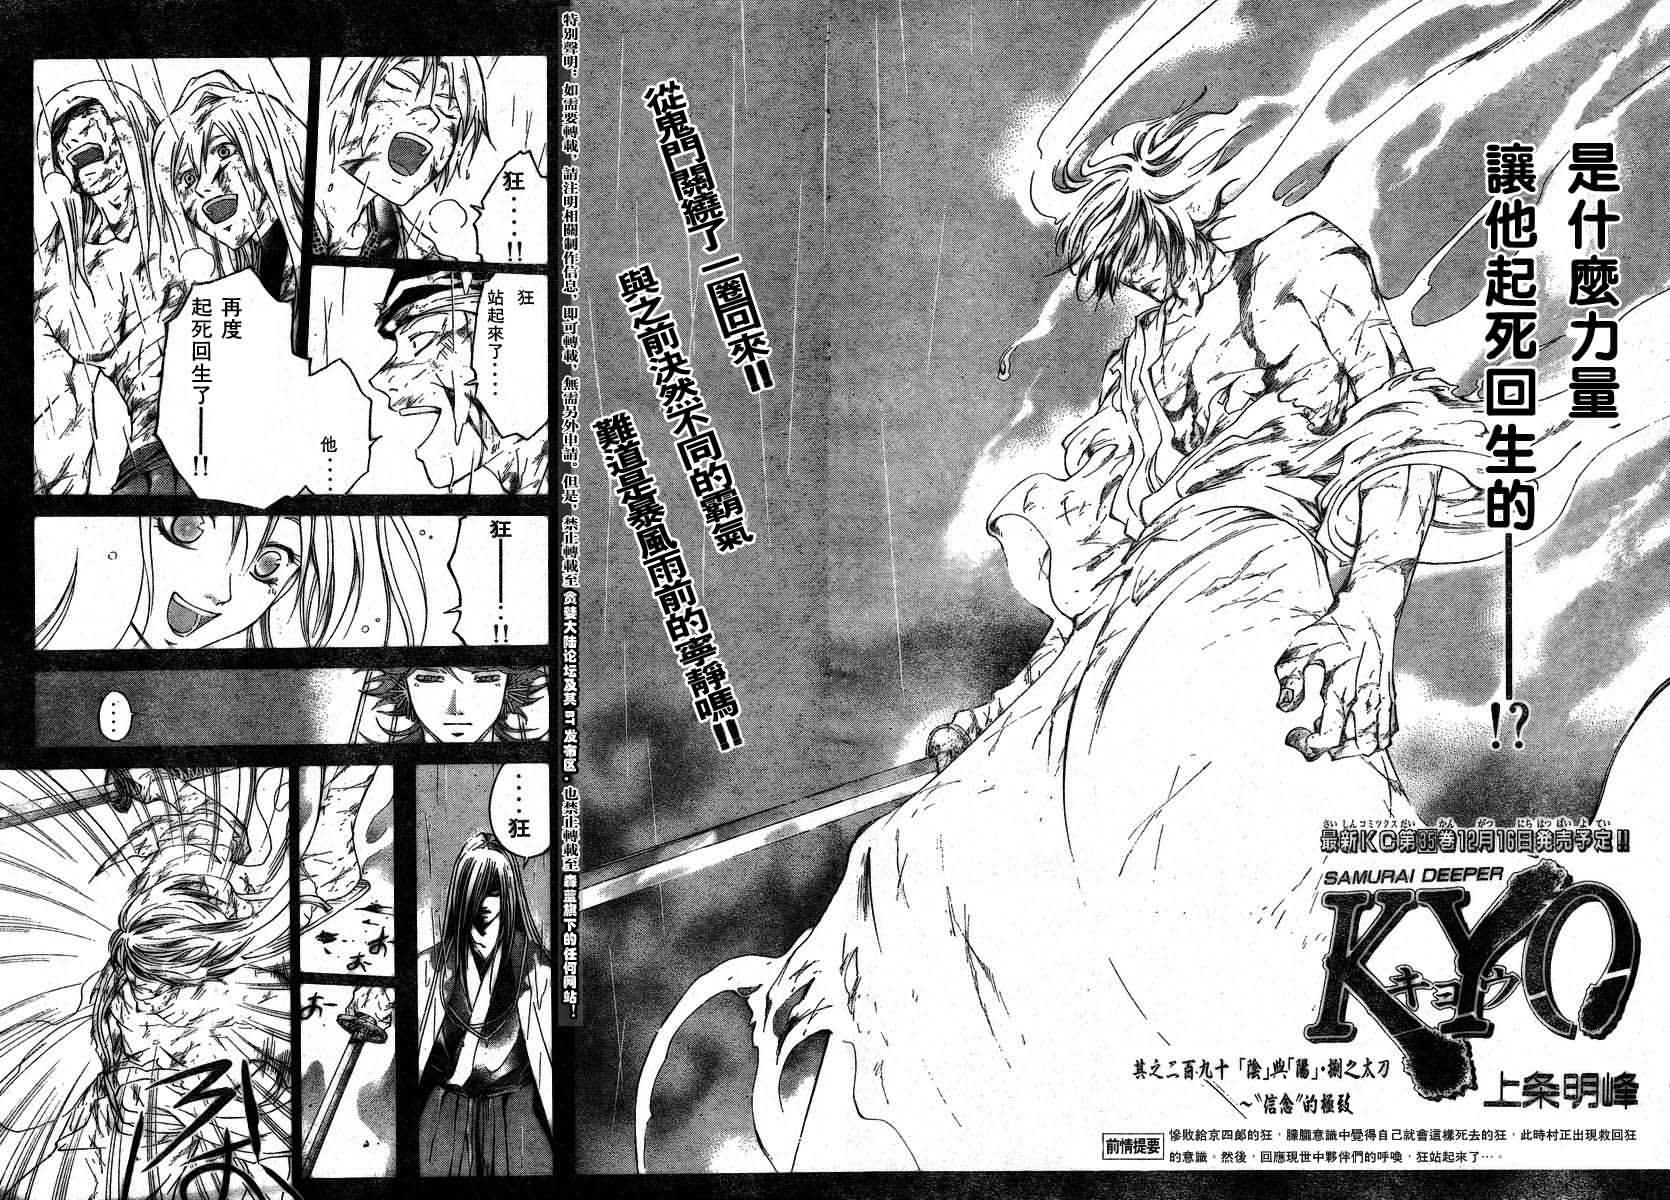 是什麼力量
讓他起死回生的——!?
從鬼門關繞了一圈回來!!
與之前決然不同的霸氣
難道是暴風雨前的寧靜嗎!!
最新KC第35巻12月16日発売予定!!
SAMURAI DEEPER
KYO
キョウ
上条明峰
其之二百九十「陰」與「陽」・捌之太刀
～"信念"的極致
前情提要
慘敗給京四郎的狂，朦朧意識中變得自己就會這樣死去的狂，此時村正出現救回狂
的意識。然後，回應現世中夥伴們的呼喚，狂站起來了…。
特別聲明：如需要轉載，請注明相關制作信息，即可轉載，無需另外申請。但是，禁止轉載至 贪婪大陆论坛及其 BT 发布区，也禁止轉載至 森蓝旗下的任何网站！
狂‥‥‥!!
狂
站起來了‥‥
他‥‥
再度
起死回生了——!!
狂——‥‥!!
‥‥
‥‥狂
おお
お